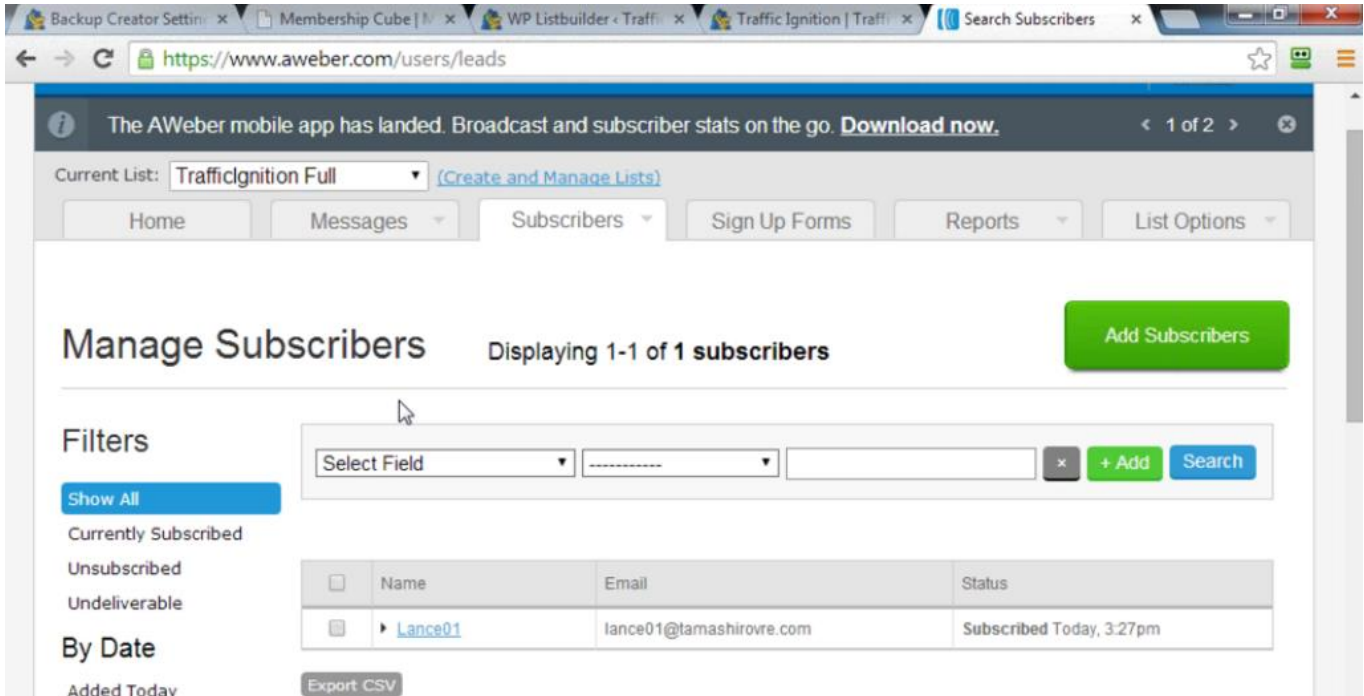 Backup Creator Settin
Membership Cube | M
WP Listbuilder ‹ Traffi
Traffic Ignition | Traffi
Search Subscribers
https://www.aweber.com/users/leads
The AWeber mobile app has landed. Broadcast and subscriber stats on the go. Download now.
1 of 2
Current List: TrafficIgnition Full (Create and Manage Lists)
Home Messages Subscribers Sign Up Forms Reports List Options
Manage Subscribers Displaying 1-1 of 1 subscribers Add Subscribers
Filters
Select Field ----------- × + Add Search
Show All
Currently Subscribed
Unsubscribed
Undeliverable
Name Email Status
Lance01 lance01@tamashirovre.com Subscribed Today, 3:27pm
By Date
Added Today
Export CSV